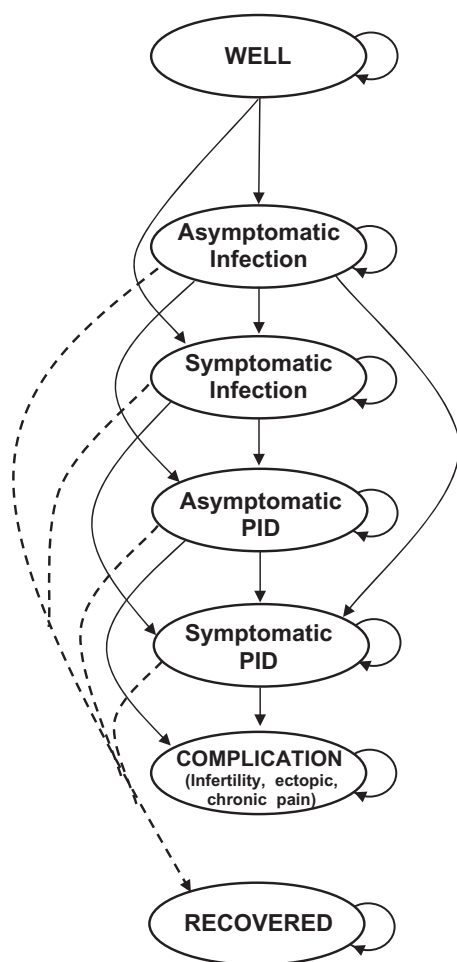 WELL
Asymptomatic
Infection
Symptomatic
Infection
Asymptomatic
PID
Symptomatic
PID
COMPLICATION
(Infertility, ectopic,
chronic pain)
RECOVERED